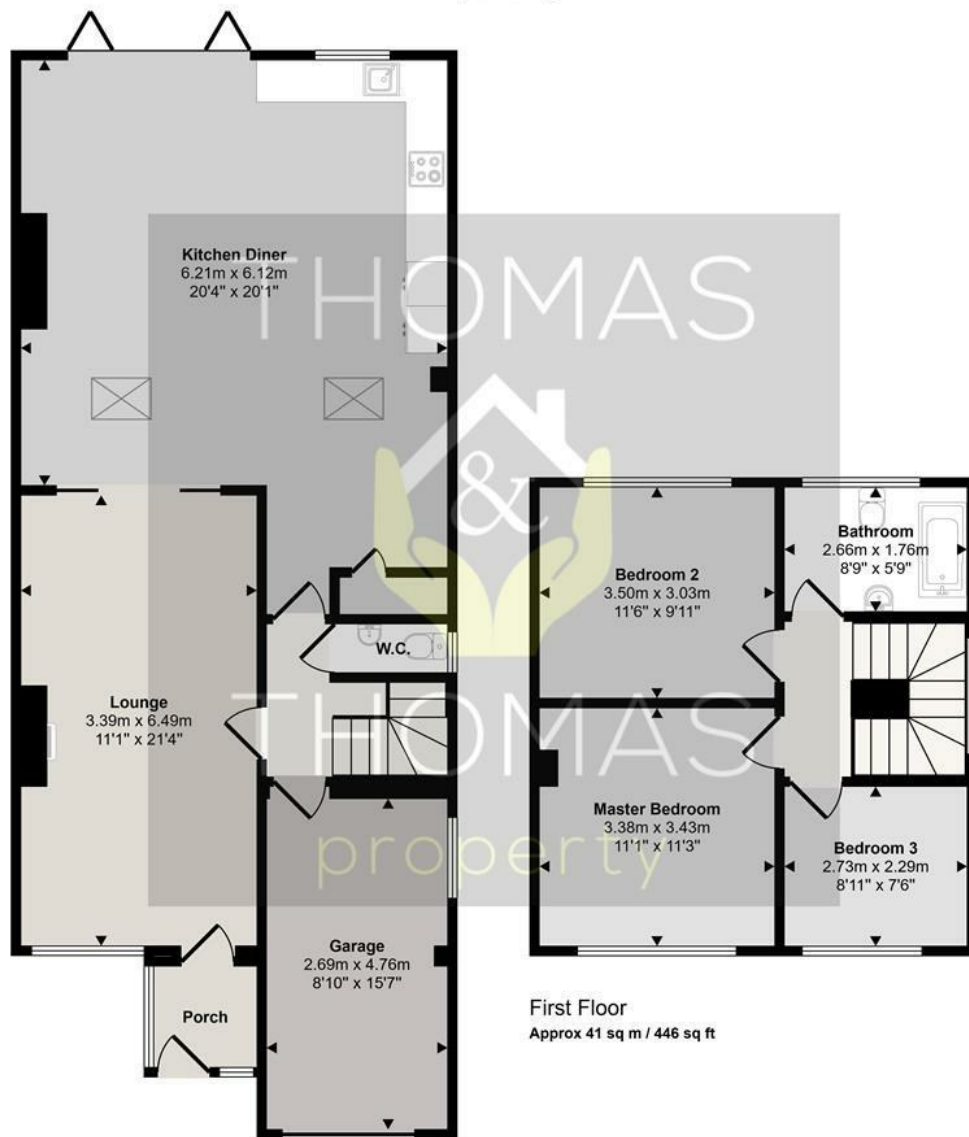 Kitchen Diner
6.21m x 6.12m
20'4" x 20'1"
THOMAS
&
Bathroom
2.66m x 1.76m
8'9" x 5'9"
Bedroom 2
3.50m x 3.03m
11'6" x 9'11"
W.C.
Lounge
3.39m x 6.49m
11'1" x 21'4"
THOMAS
Master Bedroom
3.38m x 3.43m
11'1" x 11'3"
property
Bedroom 3
2.73m x 2.29m
8'11" x 7'6"
Garage
2.69m x 4.76m
8'10" x 15'7"
Porch
First Floor
Approx 41 sq m / 446 sq ft